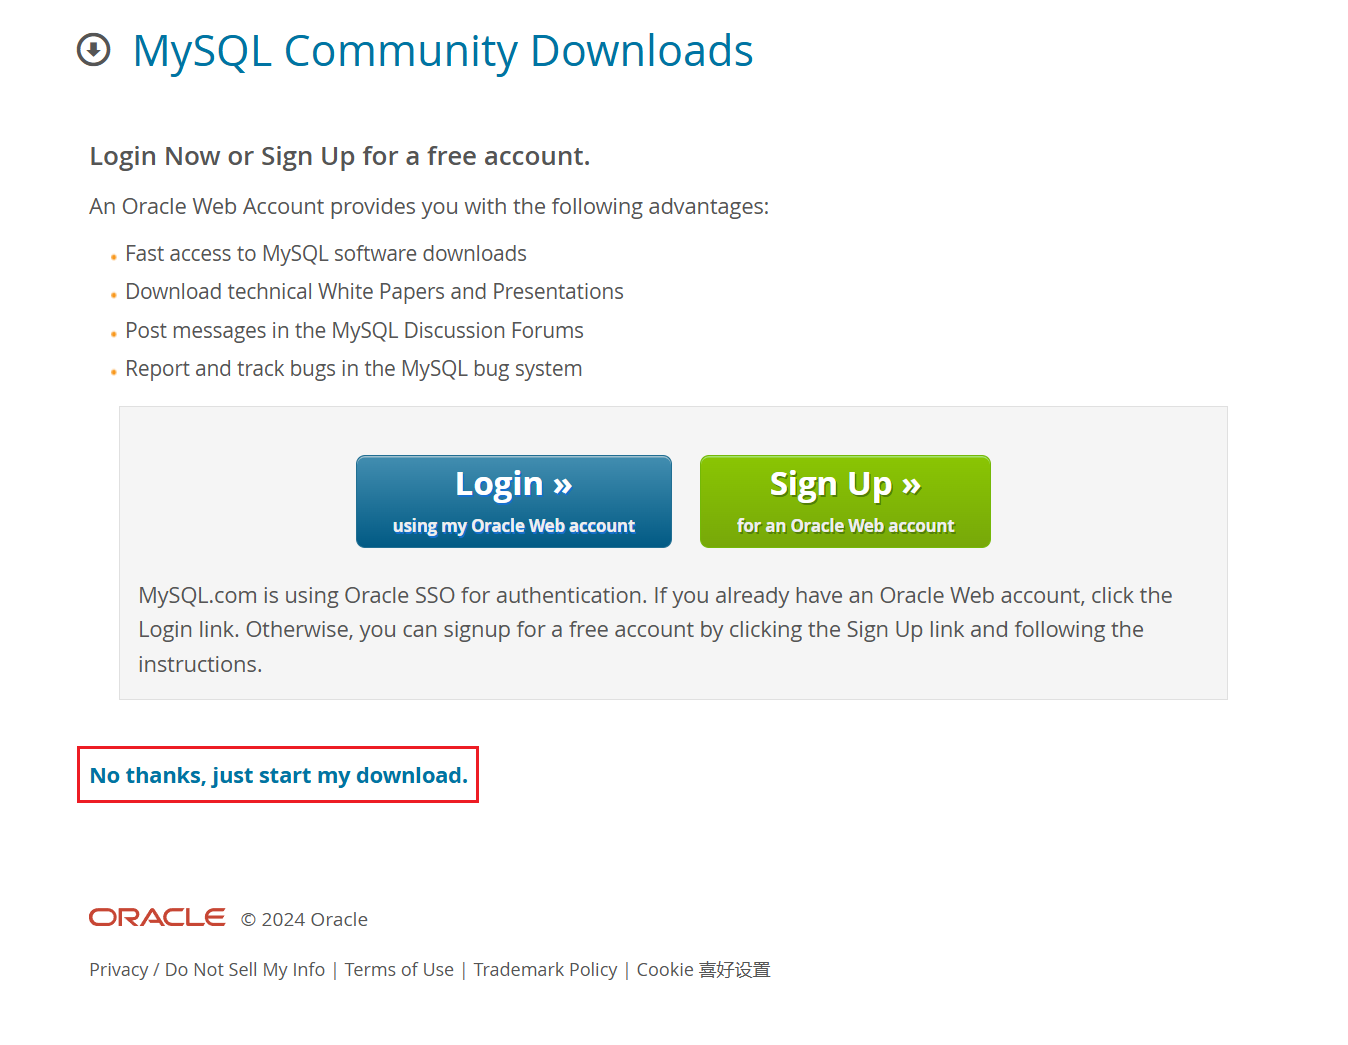 MySQL Community Downloads
Login Now or Sign Up for a free account.
An Oracle Web Account provides you with the following advantages:
Fast access to MySQL software downloads
Download technical White Papers and Presentations
Post messages in the MySQL Discussion Forums
Report and track bugs in the MySQL bug system
Login »
using my Oracle Web account
Sign Up »
for an Oracle Web account
MySQL.com is using Oracle SSO for authentication. If you already have an Oracle Web account, click the
Login link. Otherwise, you can signup for a free account by clicking the Sign Up link and following the
instructions.
No thanks, just start my download.
ORACLE © 2024 Oracle
Privacy / Do Not Sell My Info | Terms of Use | Trademark Policy | Cookie 喜好设置